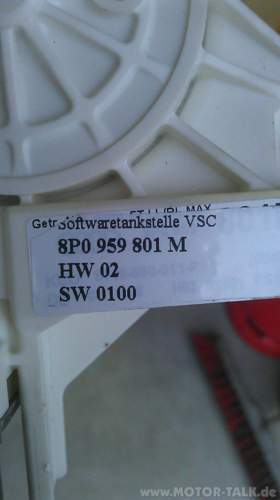 Softwaretankstelle VSC
8P0 959 801 M
HW 02
SW 0100
www.MOTOR-TALK.de